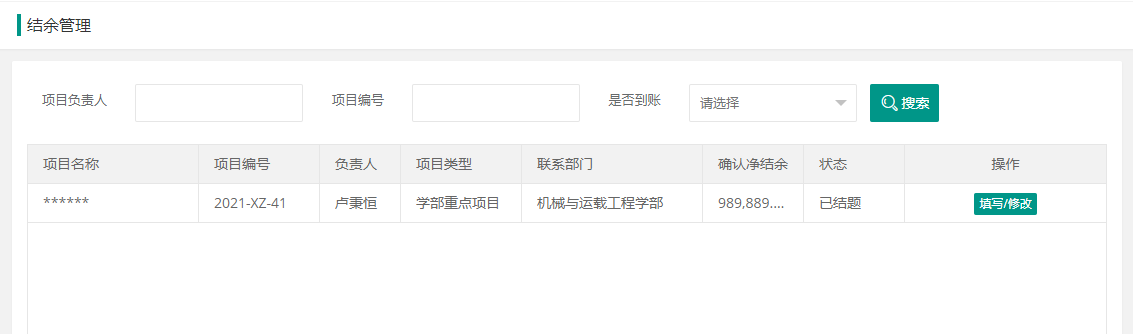 结余管理
项目负责人 项目编号 是否到账 请选择 搜索
项目名称 项目编号 负责人 项目类型 联系部门 确认净结余 状态 操作
****** 2021-XZ-41 卢秉恒 学部重点项目 机械与运载工程学部 989,889.... 已结题 填写/修改